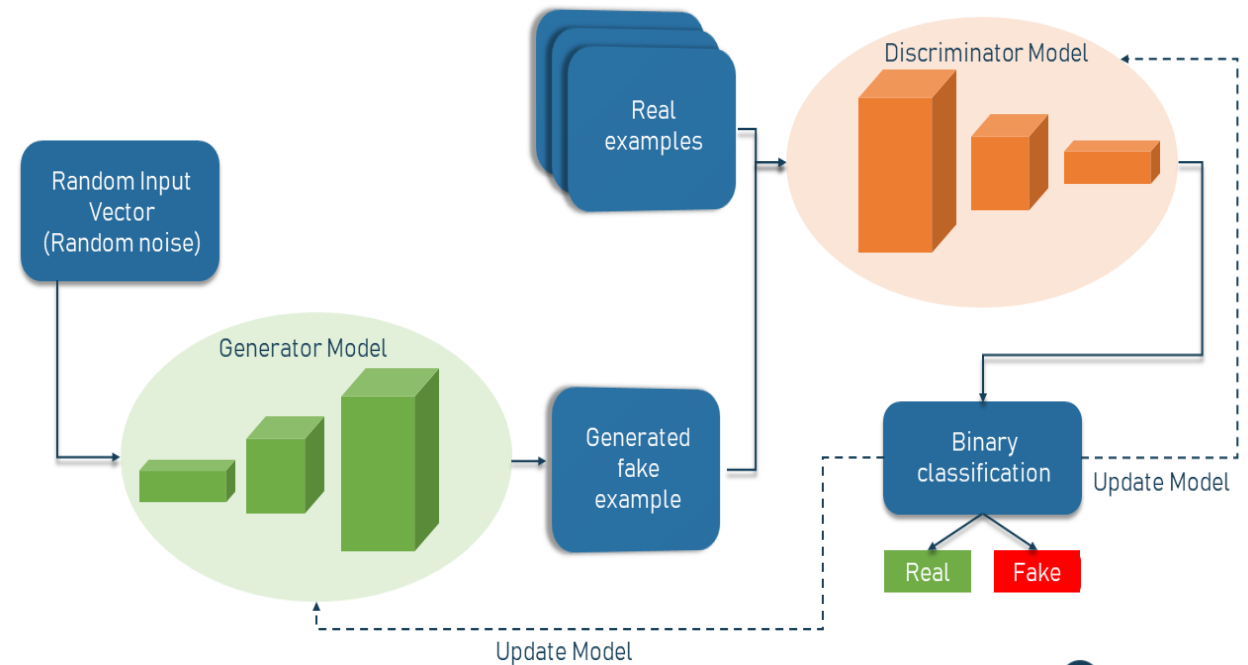 Discriminator Model
Real
examples
Random Input
Vector
(Random noise)
Generator Model
Generated
fake
example
Binary
classification
Update Model
Real
Fake
Update Model